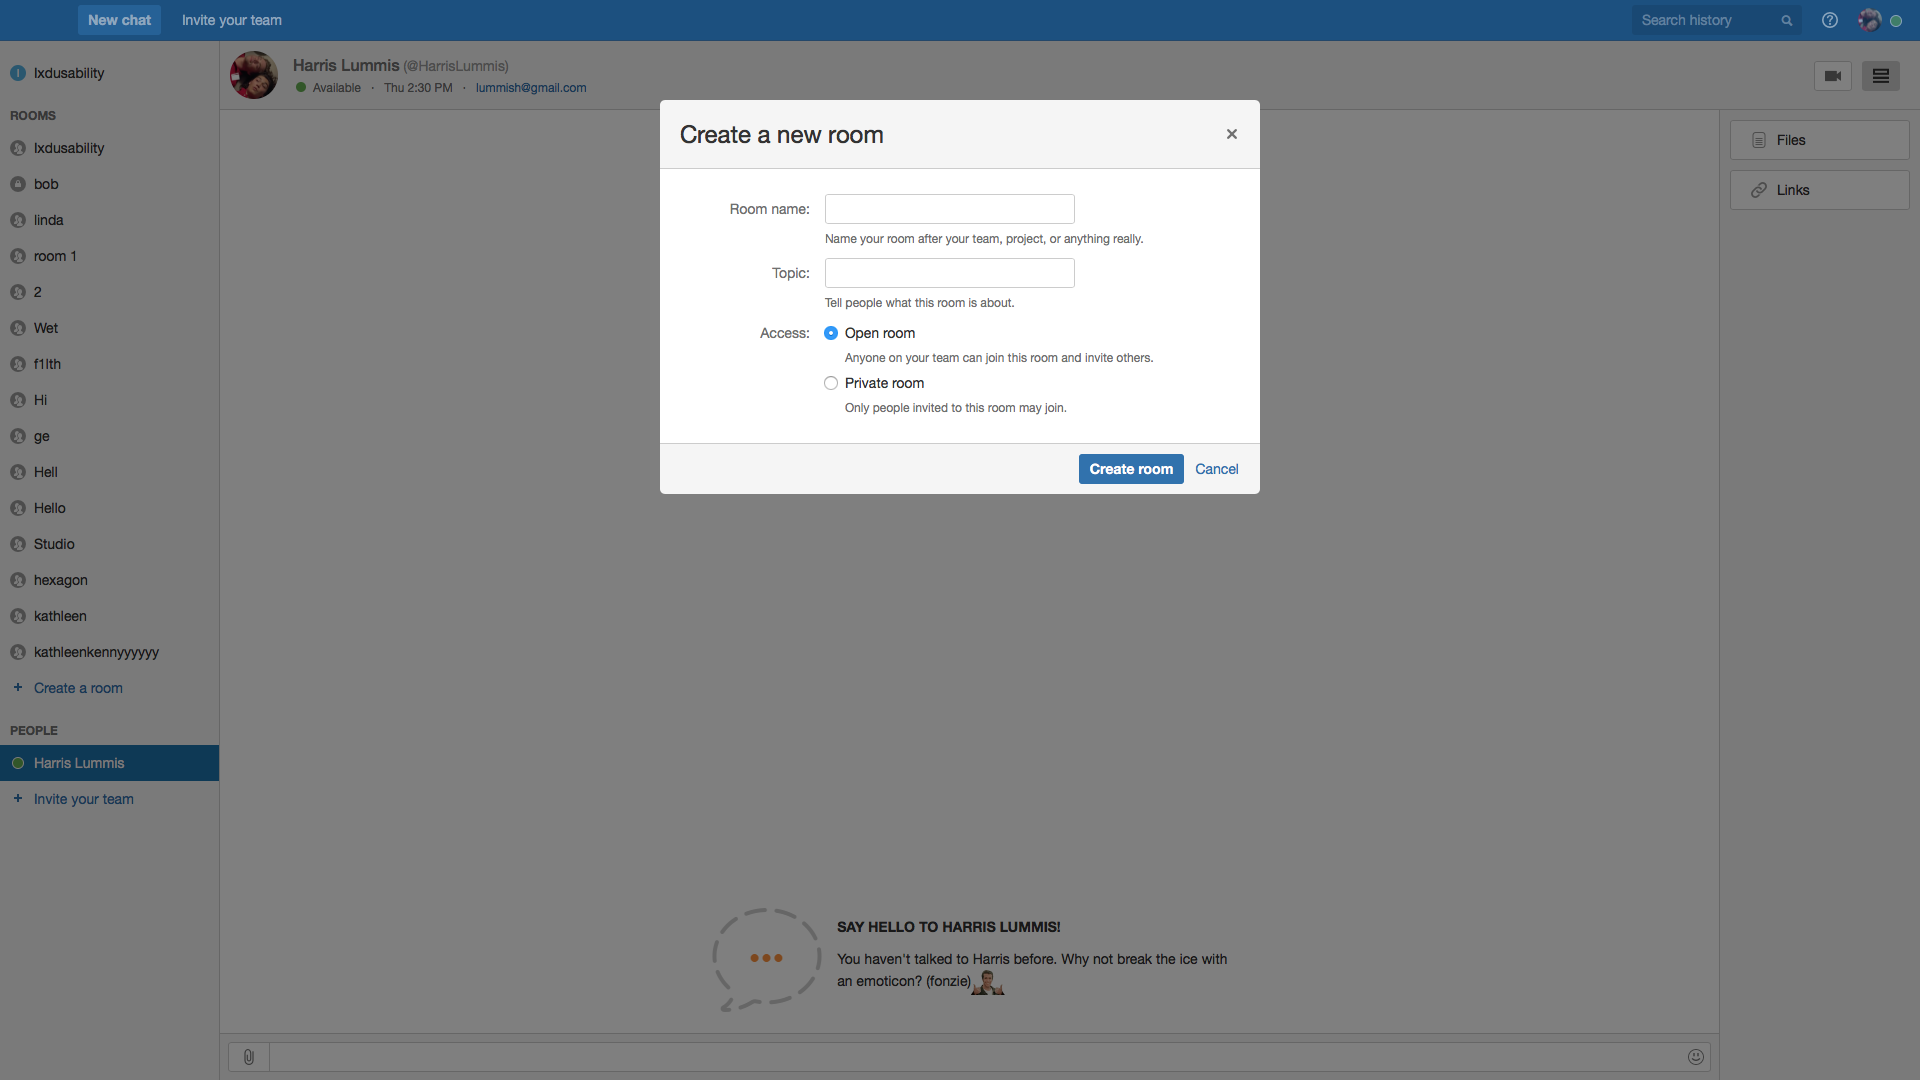 New chat
Invite your team
Search history
Ixdusability
Harris Lummis (@HarrisLummis)
Available · Thu 2:30 PM · lummish@gmail.com
ROOMS
Ixdusability
bob
linda
room 1
2
Wet
f1lth
Hi
ge
Hell
Hello
Studio
hexagon
kathleen
kathleenkennyyyyyy
+ Create a room
PEOPLE
Harris Lummis
+ Invite your team
Create a new room
Room name:
Name your room after your team, project, or anything really.
Topic:
Tell people what this room is about.
Access:
Open room
Anyone on your team can join this room and invite others.
Private room
Only people invited to this room may join.
Create room
Cancel
Files
Links
SAY HELLO TO HARRIS LUMMIS!
You haven't talked to Harris before. Why not break the ice with
an emoticon? (fonzie)